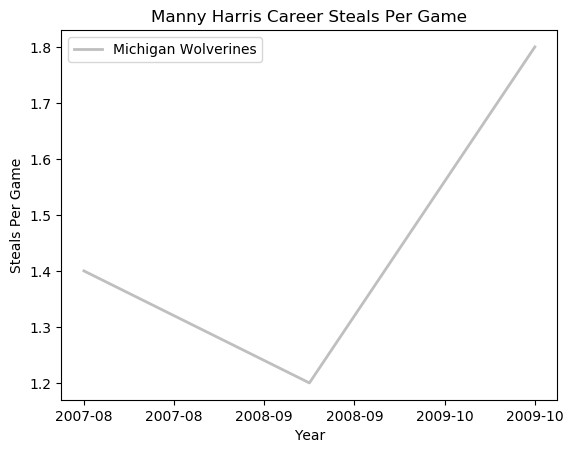 Manny Harris Career Steals Per Game
Michigan Wolverines
1.8
1.7
1.6
1.5
1.4
1.3
1.2
Steals Per Game
2007-08 2007-08 2008-09 2008-09 2009-10 2009-10
Year